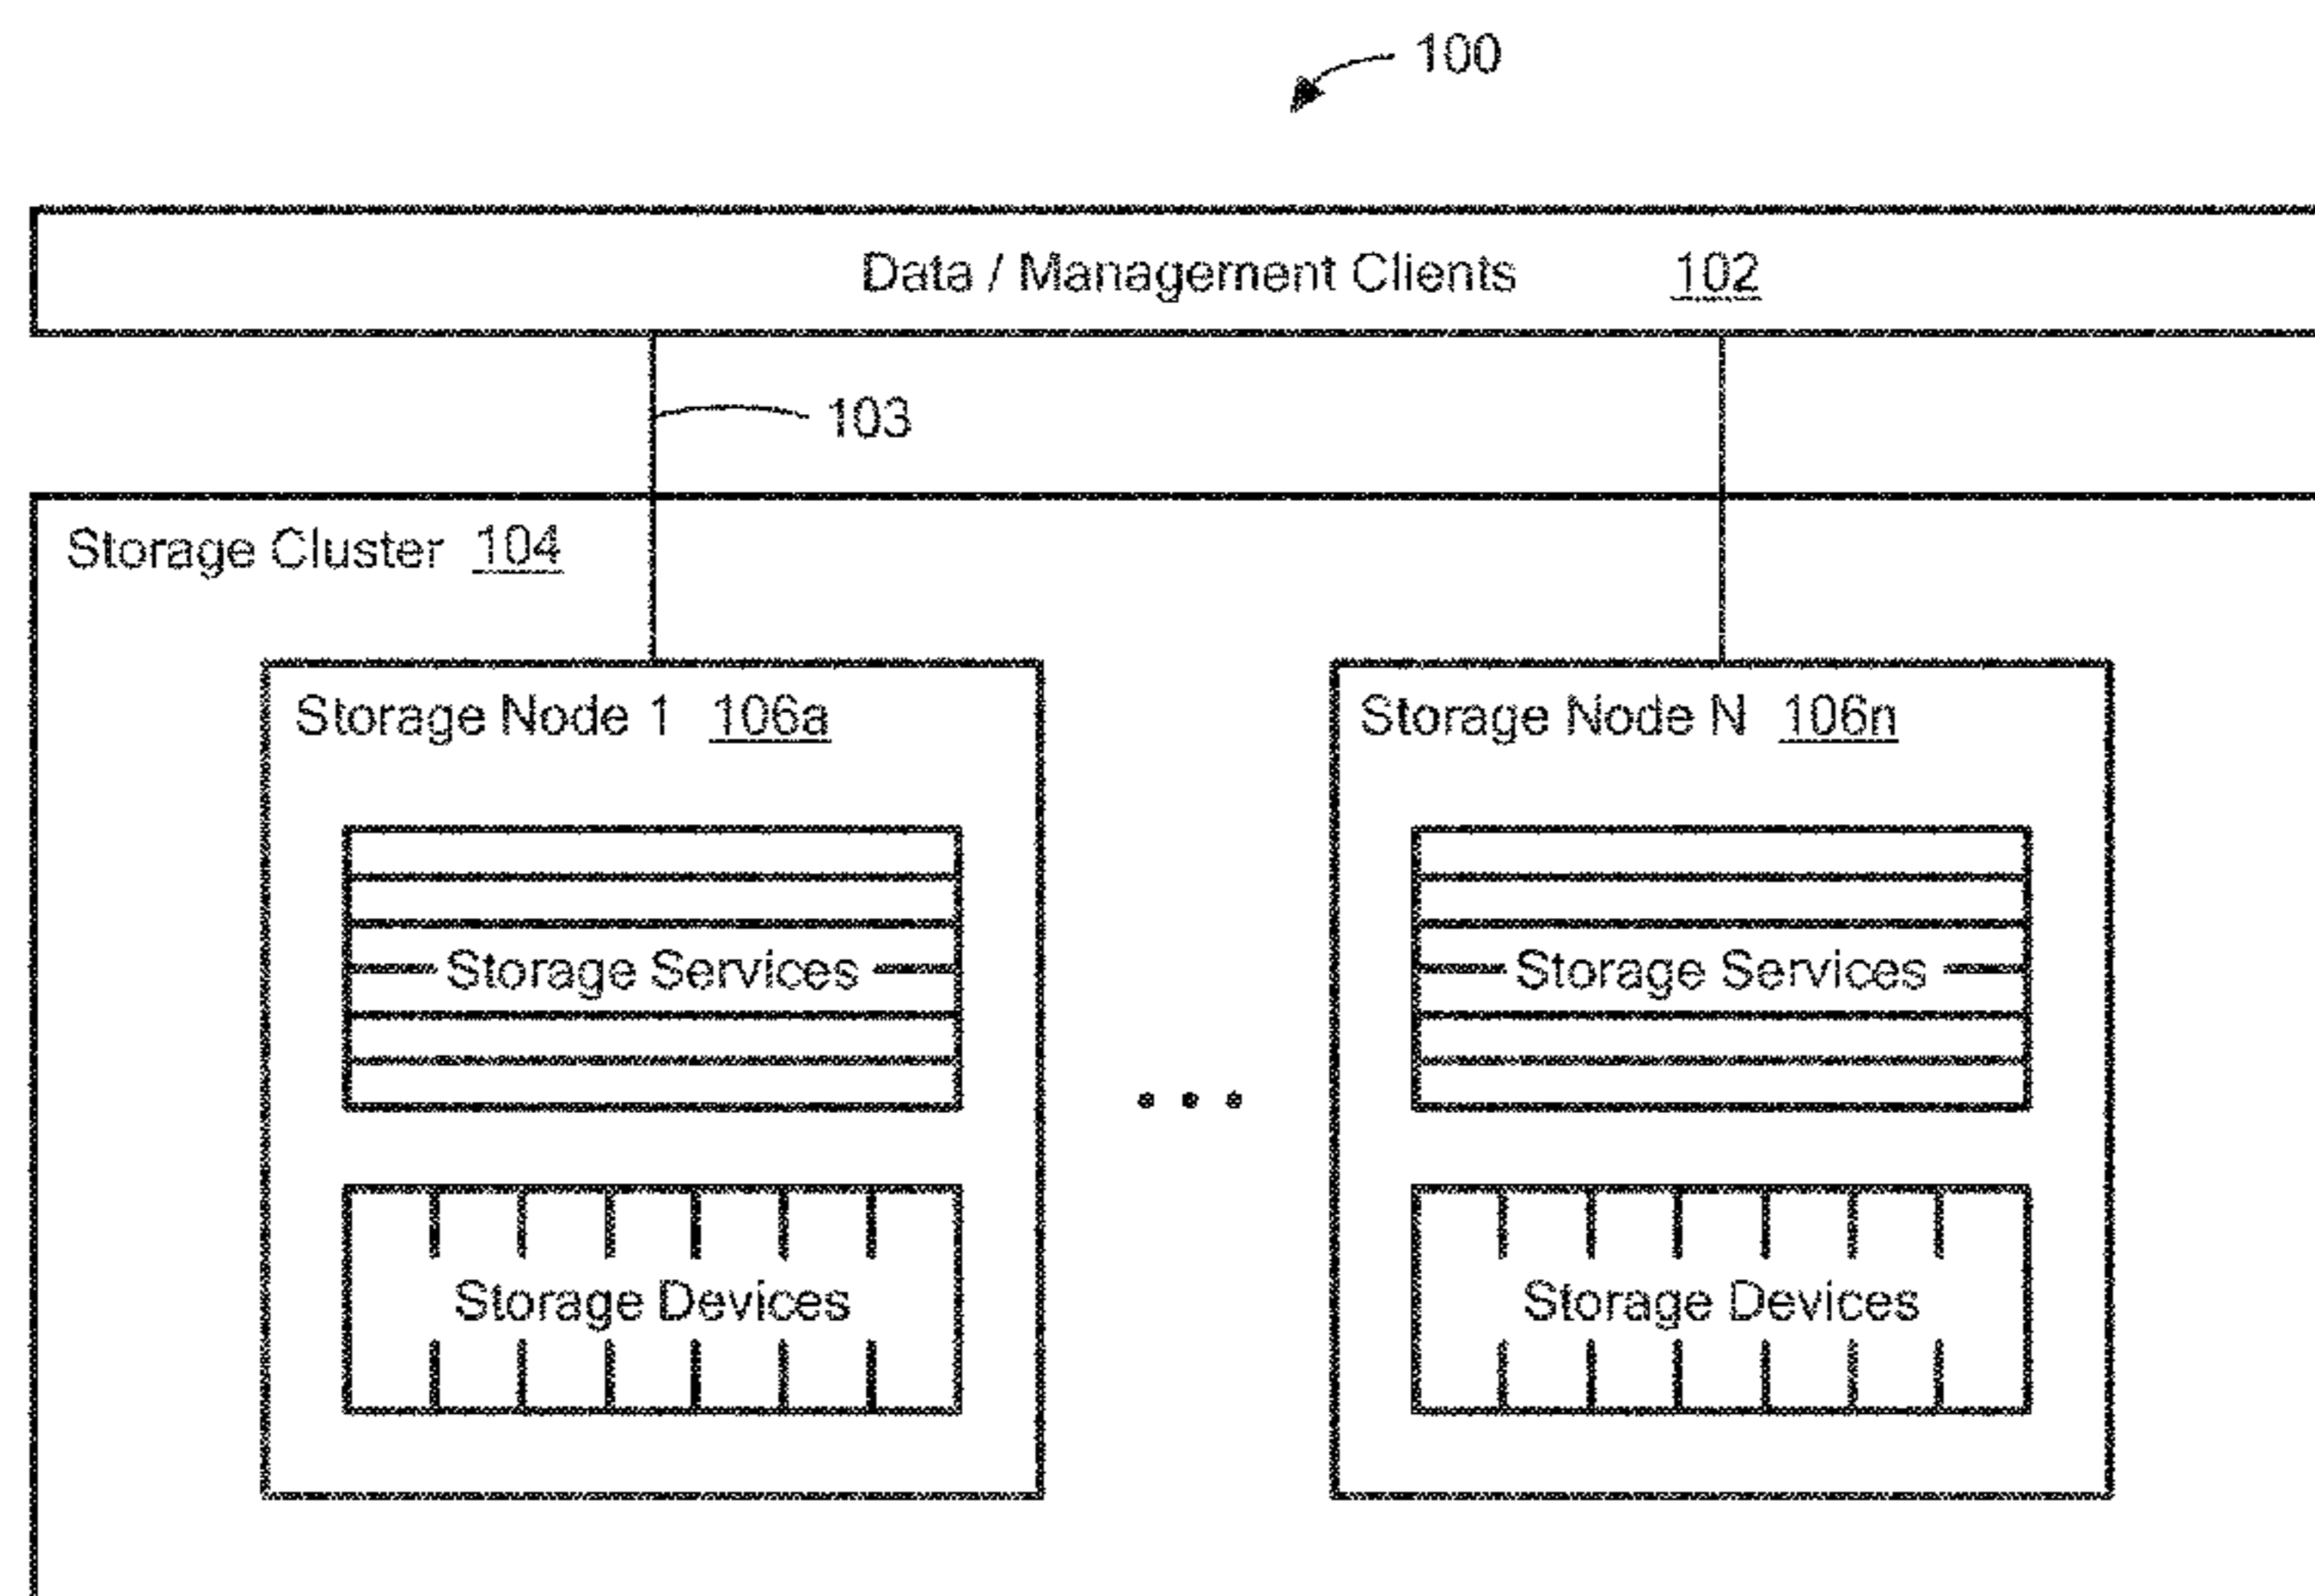 100
Data / Management Clients 102
103
Storage Cluster 104
Storage Node 1 106a
Storage Node N 106n
Storage Services
Storage Services
Storage Devices
Storage Devices